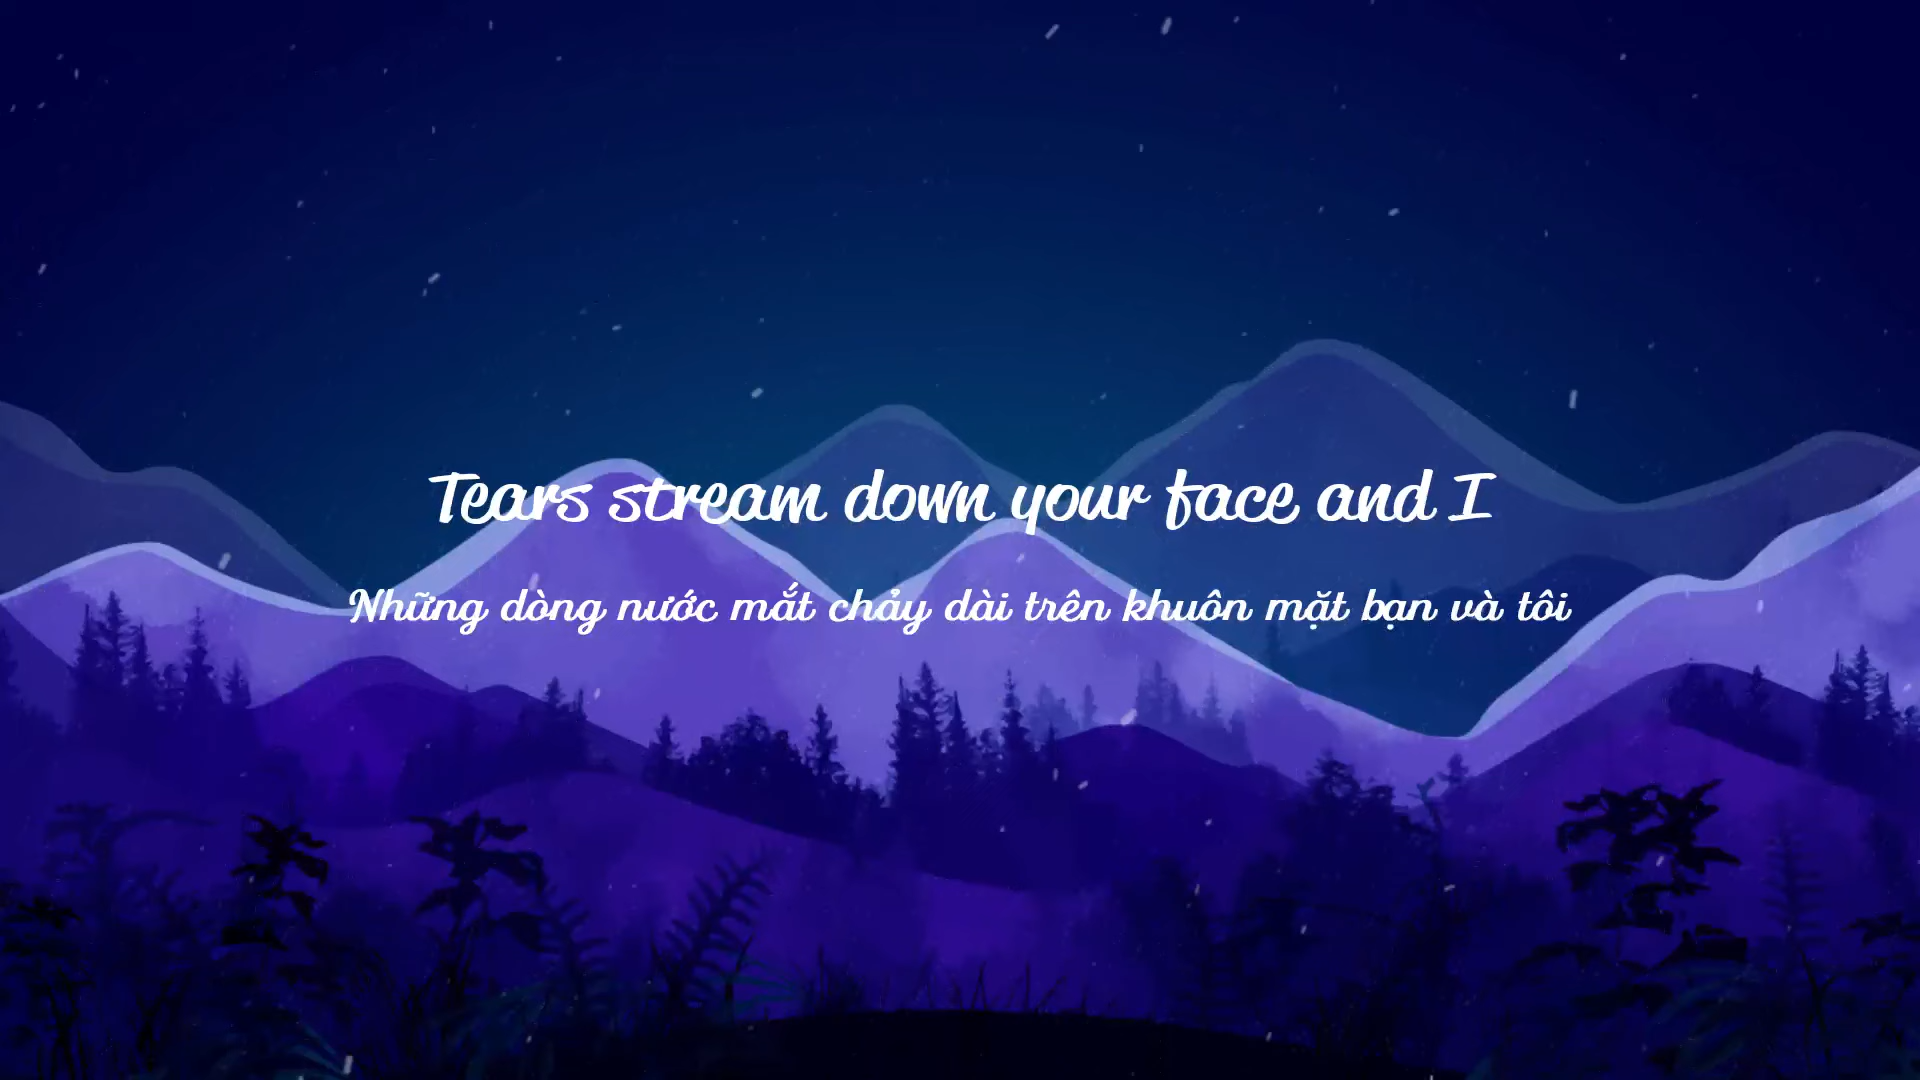 Tears stream down your face and I
Những dòng nước mắt chảy dài trên khuôn mặt bạn và tôi